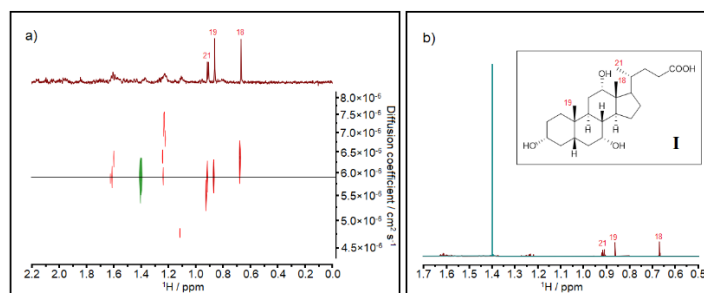 a)
19
21
18
8.0×10⁻⁶
7.5×10⁻⁶
7.0×10⁻⁶
6.5×10⁻⁶
6.0×10⁻⁶
5.5×10⁻⁶
5.0×10⁻⁶
4.5×10⁻⁶
Diffusion coefficient / cm² s⁻¹
2.2 2.0 1.8 1.6 1.4 1.2 1.0 0.8 0.6 0.4 0.2 0.0
¹H / ppm
b)
21
COOH
OH
18
19
H
H
H
HO
H
OH
I
21
19
18
1.7 1.6 1.5 1.4 1.3 1.2 1.1 1.0 0.9 0.8 0.7 0.6 0.5
¹H / ppm